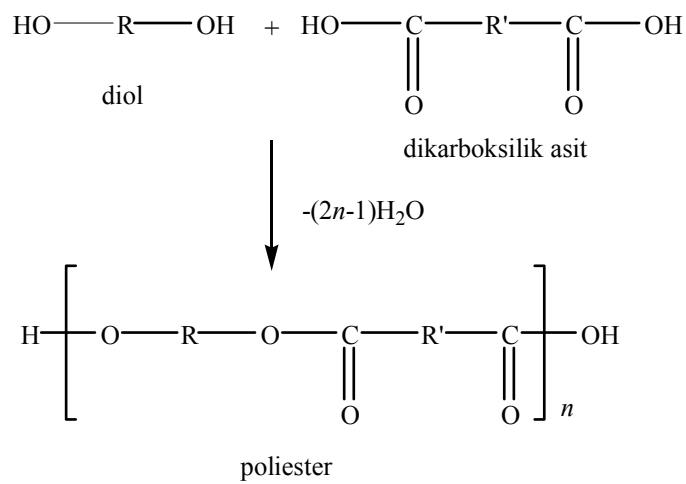 HO R OH + HO C R' C OH
O O
diol
dikarboksilik asit
-(2n-1)H₂O
H O R O C R' C OH
n
O O
poliester